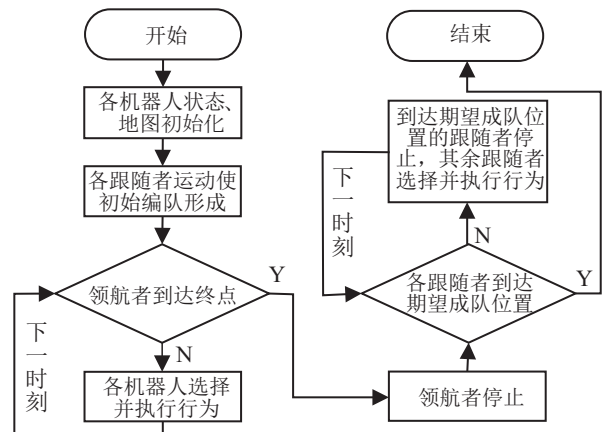 开始
各机器人状态、
地图初始化
各跟随者运动使
初始编队形成
领航者到达终点
Y
N
下一时刻
各机器人选择
并执行行为
结束
到达期望成队位
置的跟随者停
止，其余跟随者
选择并执行行为
下一时刻
N
各跟随者到达
期望成队位置
Y
领航者停止